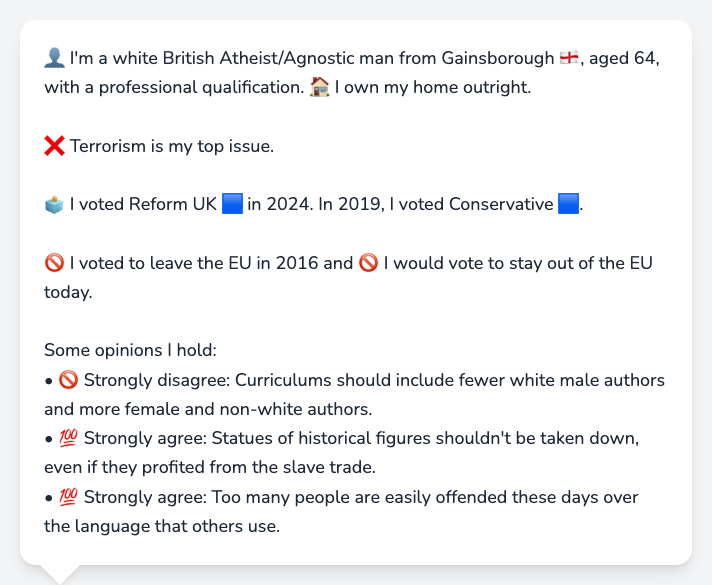 👤 I'm a white British Atheist/Agnostic man from Gainsborough 🏴󠁧󠁢󠁥󠁮󠁧󠁿, aged 64,
with a professional qualification. 🏠 I own my home outright.
❌ Terrorism is my top issue.
🗳️ I voted Reform UK 🟦 in 2024. In 2019, I voted Conservative 🟦.
🚫 I voted to leave the EU in 2016 and 🚫 I would vote to stay out of the EU
today.
Some opinions I hold:
• 🚫 Strongly disagree: Curriculums should include fewer white male authors
and more female and non-white authors.
• 💯 Strongly agree: Statues of historical figures shouldn't be taken down,
even if they profited from the slave trade.
• 💯 Strongly agree: Too many people are easily offended these days over
the language that others use.